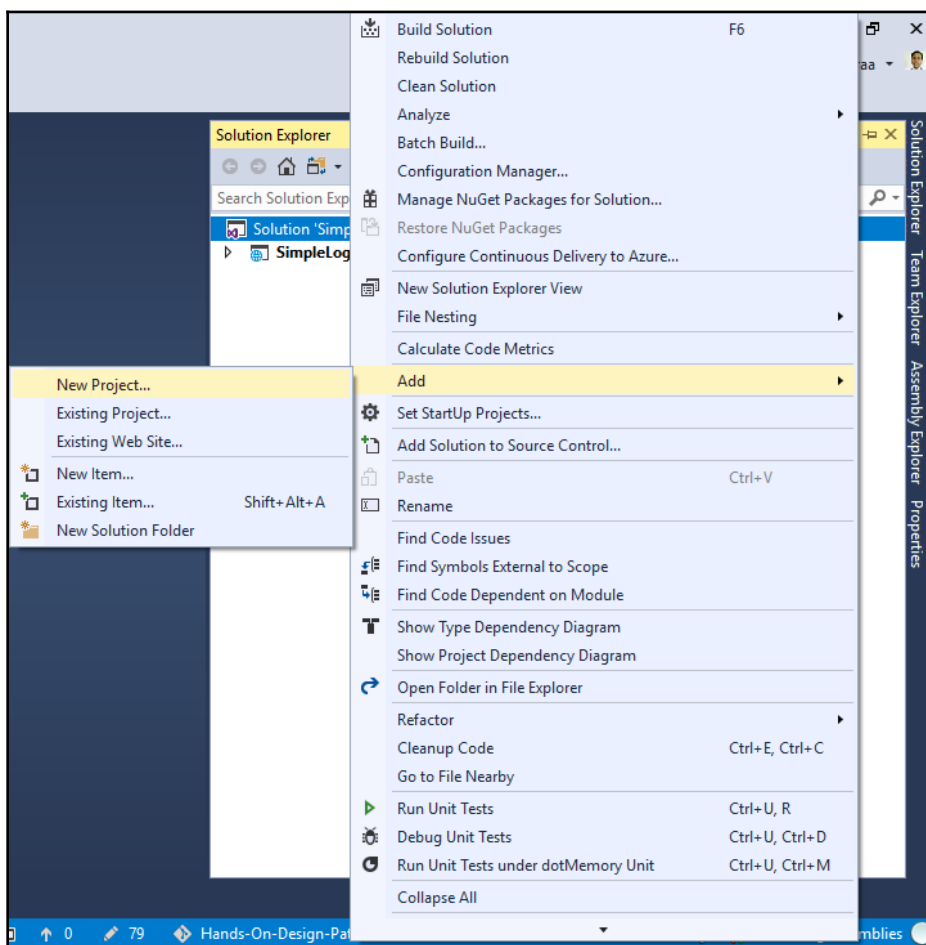 Build Solution F6
Rebuild Solution
Clean Solution
Analyze
Batch Build...
Configuration Manager...
Manage NuGet Packages for Solution...
Restore NuGet Packages
Configure Continuous Delivery to Azure...
New Solution Explorer View
File Nesting
Calculate Code Metrics
Add
Set StartUp Projects...
Add Solution to Source Control...
Paste Ctrl+V
Rename
Find Code Issues
Find Symbols External to Scope
Find Code Dependent on Module
Show Type Dependency Diagram
Show Project Dependency Diagram
Open Folder in File Explorer
Refactor
Cleanup Code Ctrl+E, Ctrl+C
Go to File Nearby
Run Unit Tests Ctrl+U, R
Debug Unit Tests Ctrl+U, Ctrl+D
Run Unit Tests under dotMemory Unit Ctrl+U, Ctrl+M
Collapse All
New Project...
Existing Project...
Existing Web Site...
New Item...
Existing Item... Shift+Alt+A
New Solution Folder
Solution Explorer
Search Solution Exp
Solution 'Simp
SimpleLog
raa
Solution Explorer
Team Explorer
Assembly Explorer
Properties
0 79 Hands-On-Design-Pat
mblies